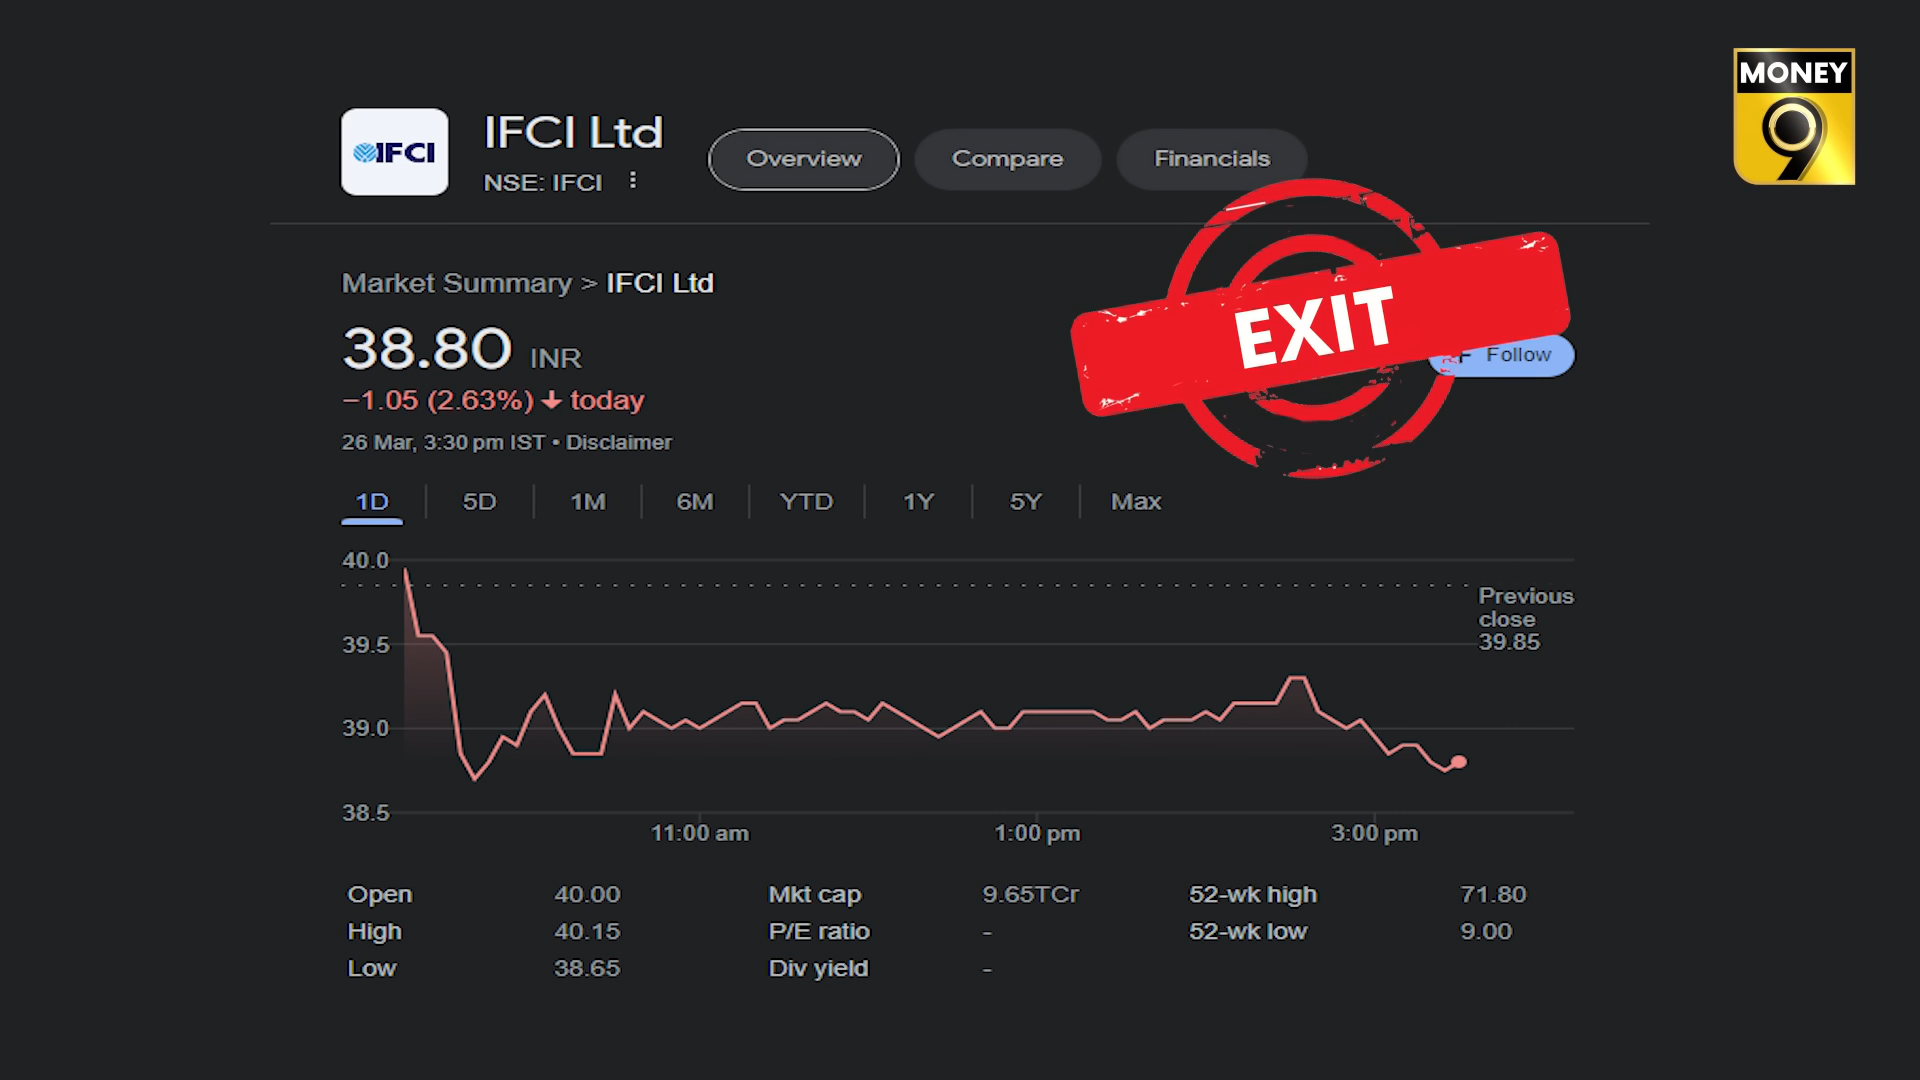 MONEY
9
IFCI
IFCI Ltd
NSE: IFCI
Overview
Compare
Financials
EXIT
Market Summary > IFCI Ltd
38.80 INR
Follow
−1.05 (2.63%) ↓ today
26 Mar, 3:30 pm IST • Disclaimer
1D 5D 1M 6M YTD 1Y 5Y Max
40.0
39.5
39.0
38.5
Previous
close
39.85
11:00 am 1:00 pm 3:00 pm
Open 40.00 Mkt cap 9.65TCr 52-wk high 71.80
High 40.15 P/E ratio - 52-wk low 9.00
Low 38.65 Div yield -